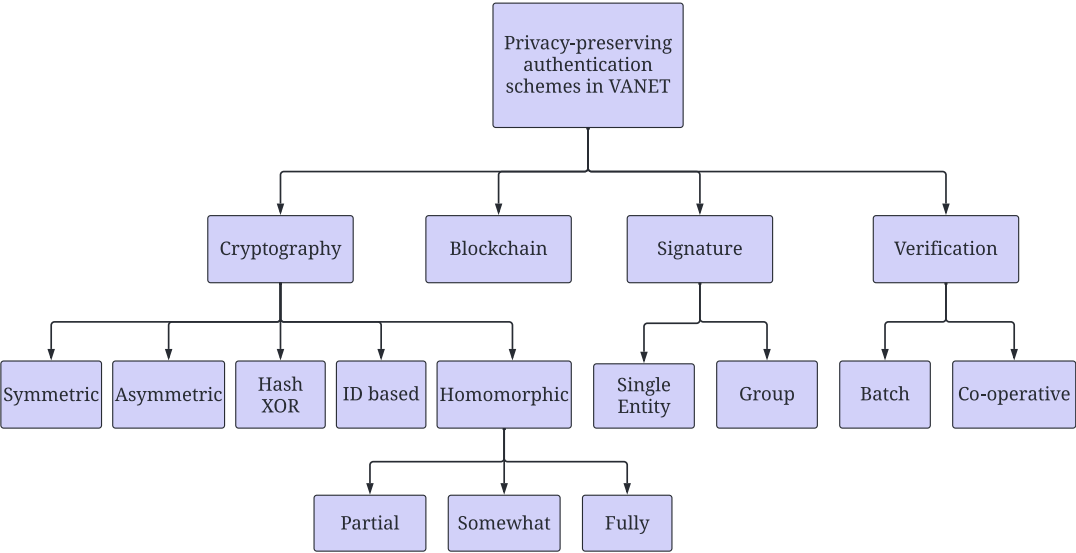 Privacy-preserving
authentication
schemes in VANET
Cryptography
Blockchain
Signature
Verification
Symmetric
Asymmetric
Hash
XOR
ID based
Homomorphic
Single
Entity
Group
Batch
Co-operative
Partial
Somewhat
Fully